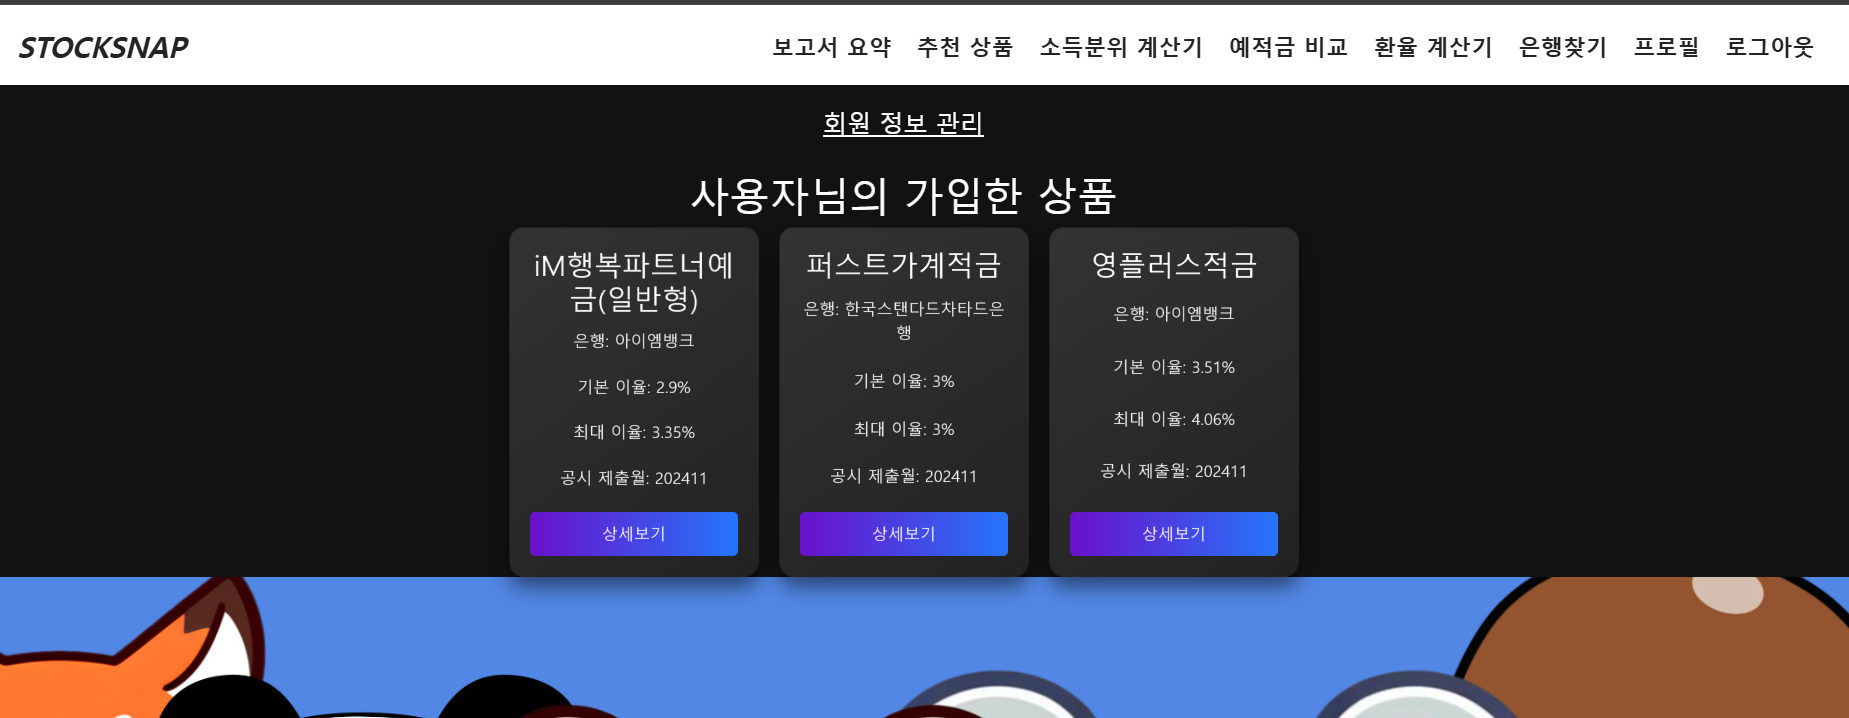 STOCKSNAP
보고서 요약 추천 상품 소득분위 계산기 예적금 비교 환율 계산기 은행찾기 프로필 로그아웃
회원 정보 관리
사용자님의 가입한 상품
iM행복파트너예
금(일반형)
은행: 아이엠뱅크
기본 이율: 2.9%
최대 이율: 3.35%
공시 제출월: 202411
상세보기
퍼스트가계적금
은행: 한국스탠다드차타드은
행
기본 이율: 3%
최대 이율: 3%
공시 제출월: 202411
상세보기
영플러스적금
은행: 아이엠뱅크
기본 이율: 3.51%
최대 이율: 4.06%
공시 제출월: 202411
상세보기